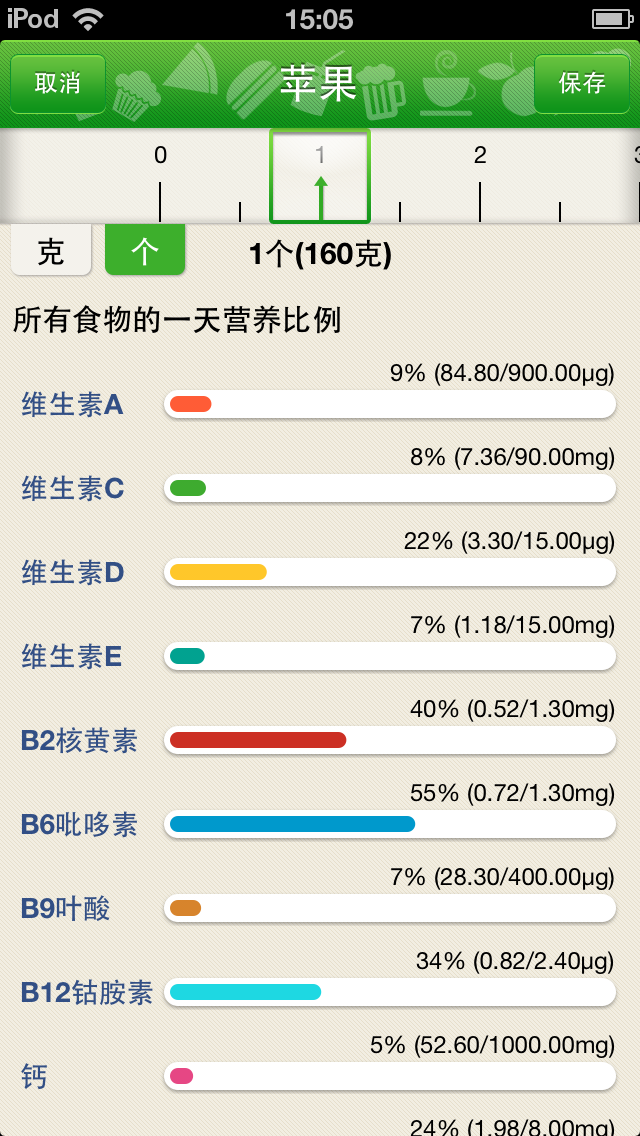 iPod 15:05
取消 苹果 保存
0 1 2 3
克 个 1个(160克)
所有食物的一天营养比例
9% (84.80/900.00µg)
维生素A
8% (7.36/90.00mg)
维生素C
22% (3.30/15.00µg)
维生素D
7% (1.18/15.00mg)
维生素E
40% (0.52/1.30mg)
B2核黄素
55% (0.72/1.30mg)
B6吡哆素
7% (28.30/400.00µg)
B9叶酸
34% (0.82/2.40µg)
B12钴胺素
5% (52.60/1000.00mg)
钙
24% (1.98/8.00mg)